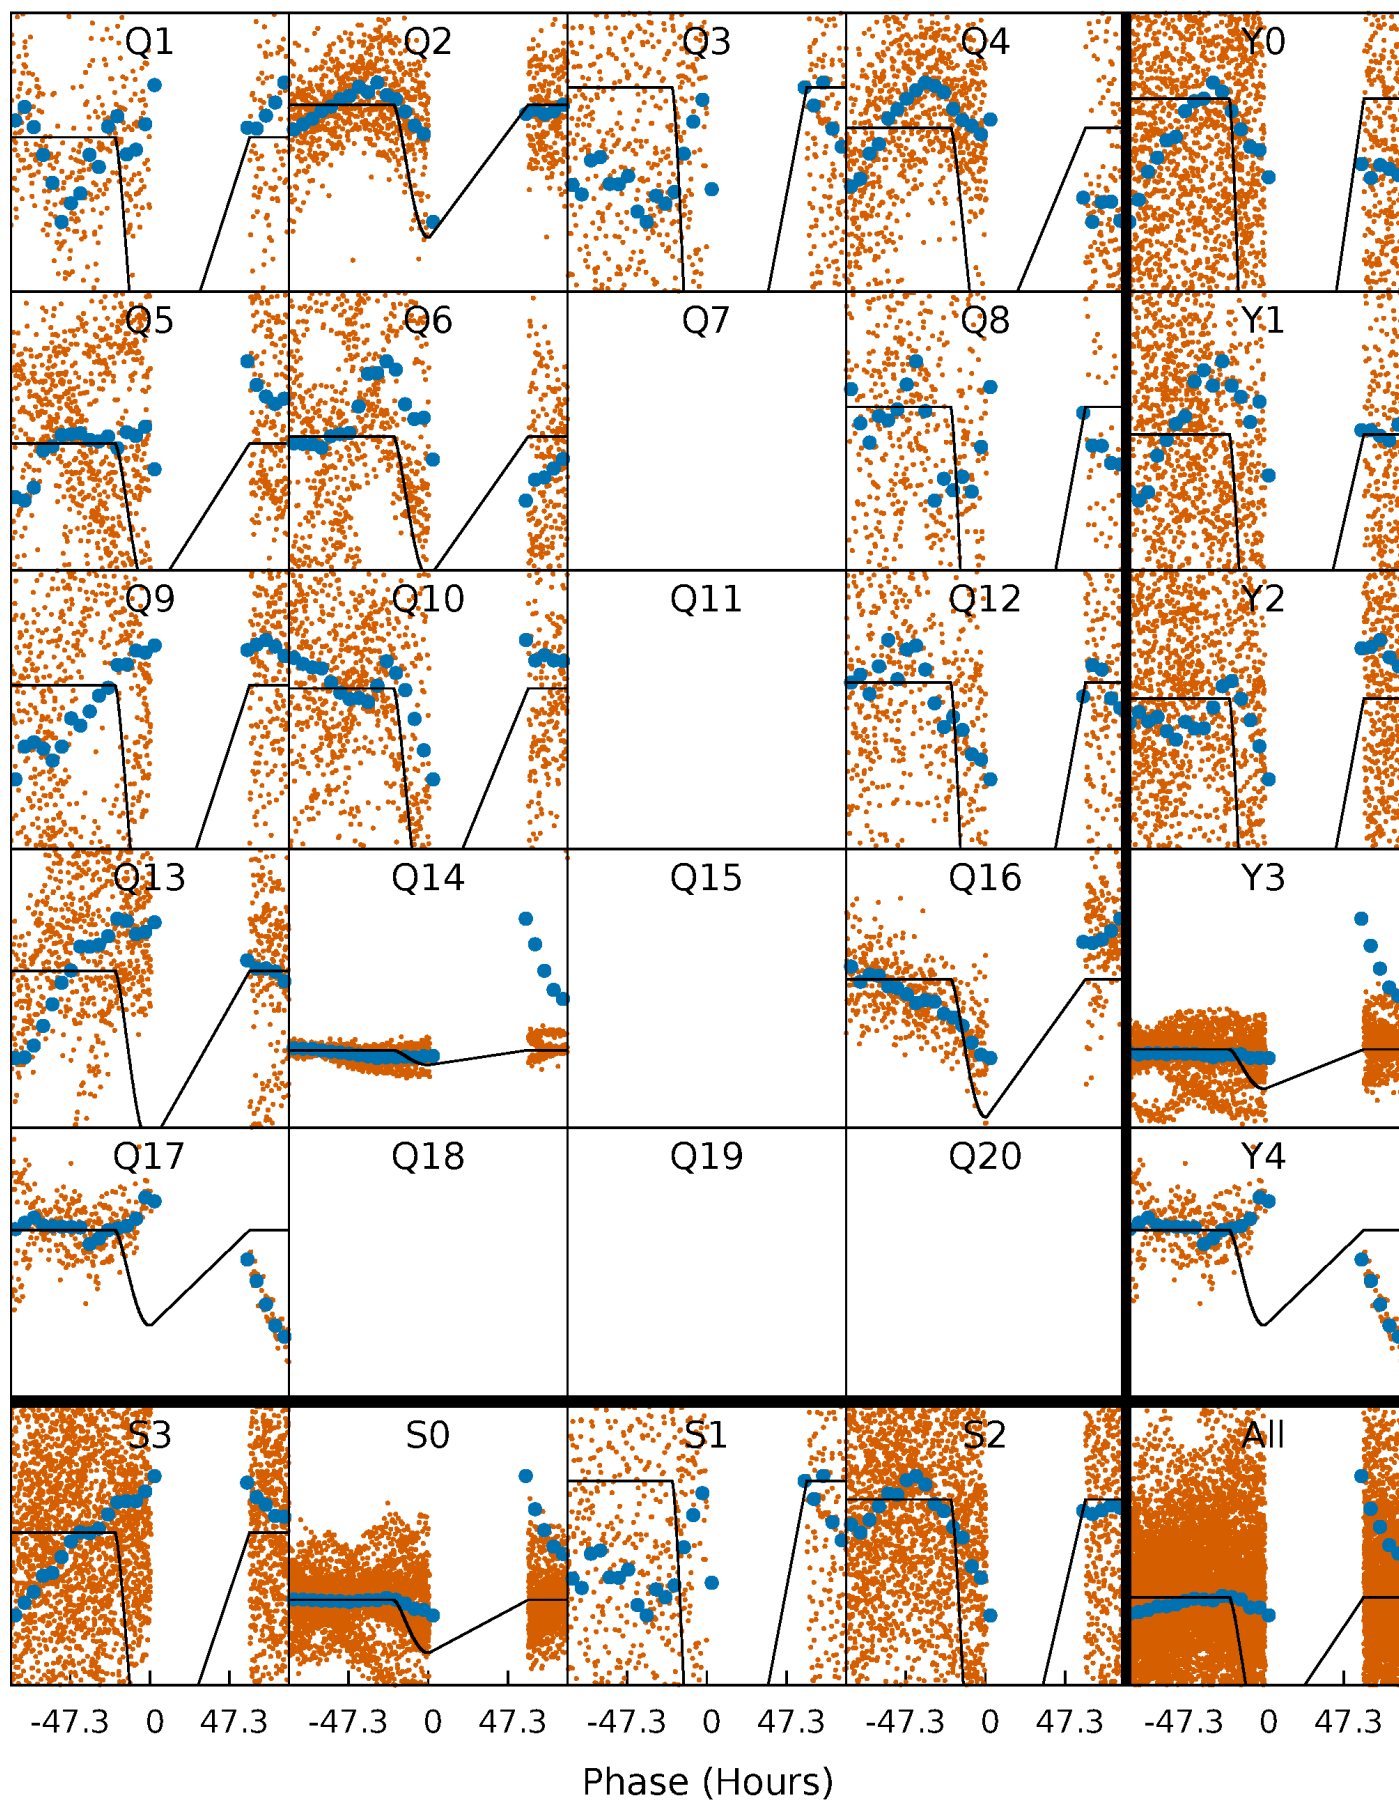 Q1 Q2 Q3 Q4 Y0
Q5 Q6 Q7 Q8 Y1
Q9 Q10 Q11 Q12 Y2
Q13 Q14 Q15 Q16 Y3
Q17 Q18 Q19 Q20 Y4
S3 S0 S1 S2 All
-47.3 0 47.3 -47.3 0 47.3 -47.3 0 47.3 -47.3 0 47.3 -47.3 0 47.3
Phase (Hours)